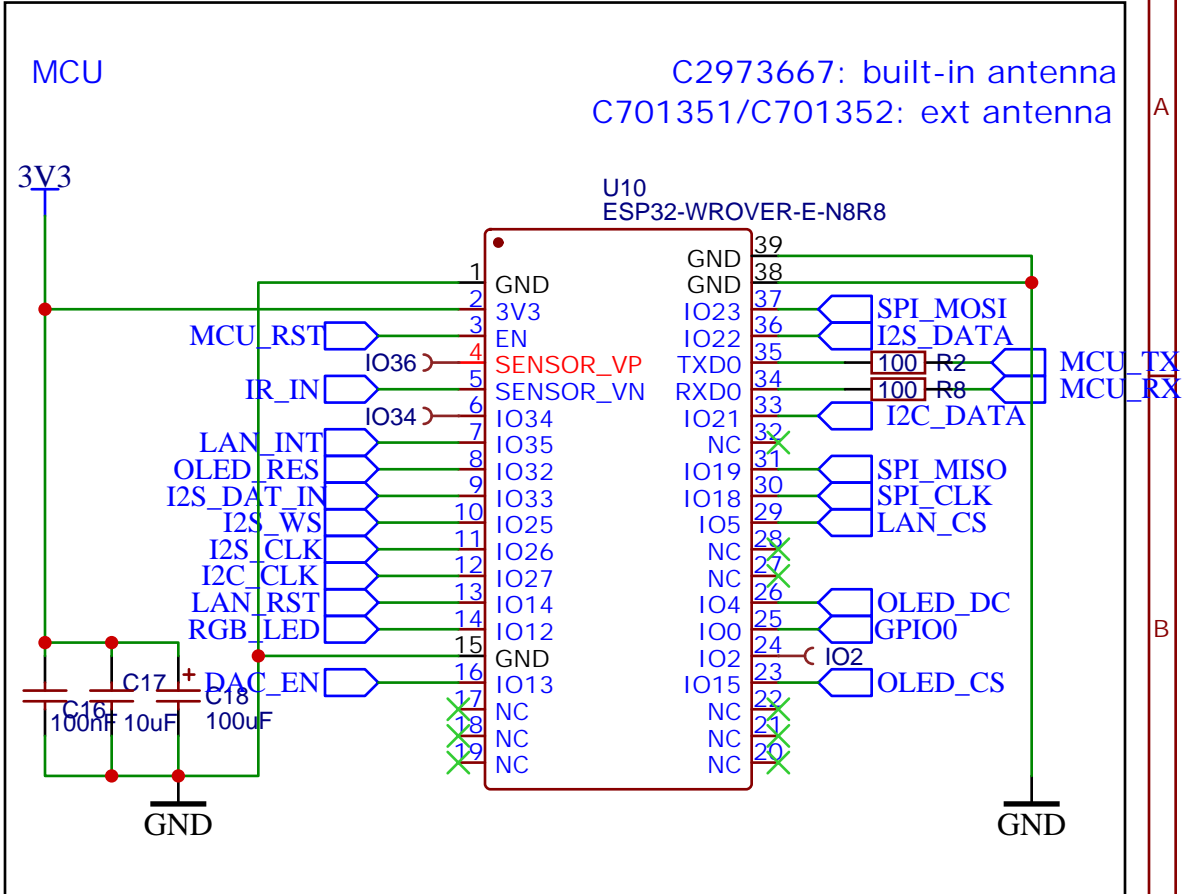 MCU
C2973667: built-in antenna
C701351/C701352: ext antenna
A
3V3
U10
ESP32-WROVER-E-N8R8
39
GND
1 GND
GND 38
2 3V3
IO23 37 SPI_MOSI
MCU_RST 3 EN
IO22 36 I2S_DATA
IO36 4 SENSOR_VP
TXD0 35 100 R2 MCU_TX
IR_IN 5 SENSOR_VN
RXD0 34 100 R8 MCU_RX
IO34 6 IO34
IO21 33 I2C_DATA
LAN_INT 7 IO35
NC 32
OLED_RES 8 IO32
IO19 31 SPI_MISO
I2S_DAT_IN 9 IO33
IO18 30 SPI_CLK
I2S_WS 10 IO25
IO5 29 LAN_CS
I2S_CLK 11 IO26
NC 28
I2C_CLK 12 IO27
NC 27
LAN_RST 13 IO14
IO4 26 OLED_DC
RGB_LED 14 IO12
IO0 25 GPIO0
B
15 GND
IO2 24 IO2
DAC_EN 16 IO13
IO15 23 OLED_CS
17 NC
NC 22
18 NC
NC 21
19 NC
NC 20
C16
100nF
C17
10uF
+
C18
100uF
GND
GND